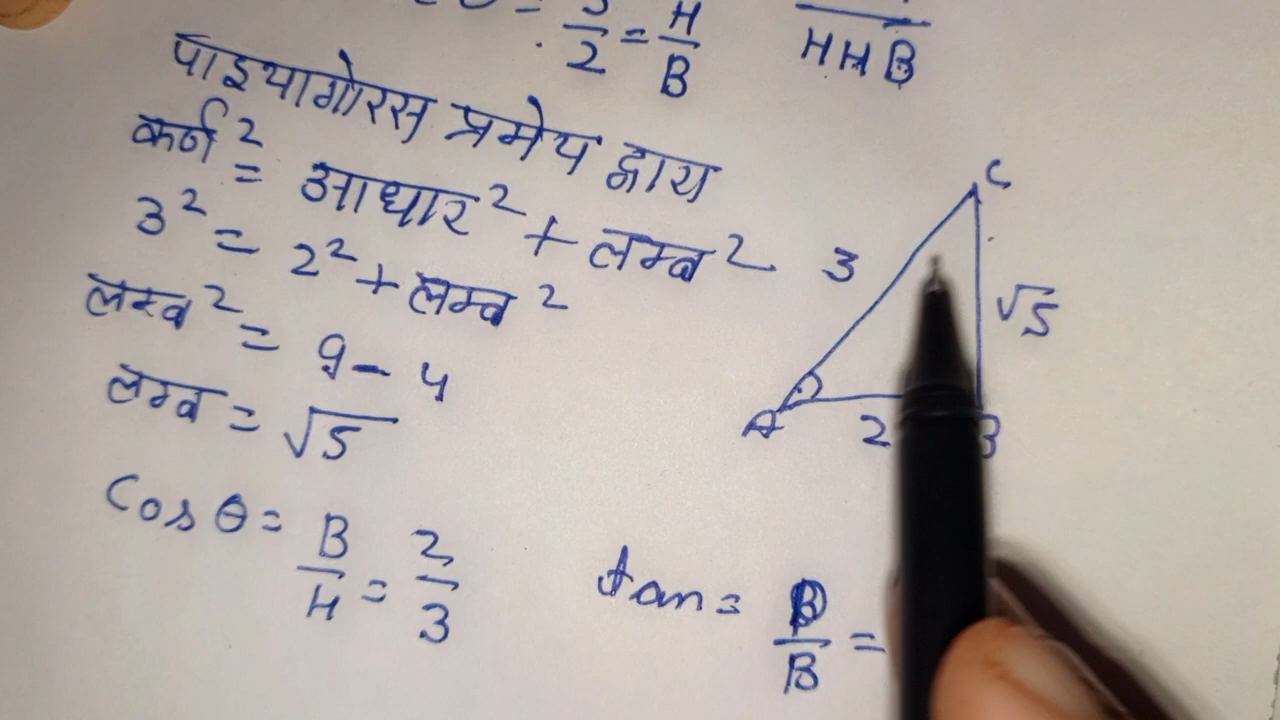 = 3/2 = H/B
HHB
पाइथागोरस प्रमेय द्वारा
कर्ण² = आधार² + लम्ब²
3² = 2² + लम्ब²
लम्ब² = 9 - 4
लम्ब = √5
Cos θ = B/H = 2/3
tan = P/B =
C
3
√5
A
2
B